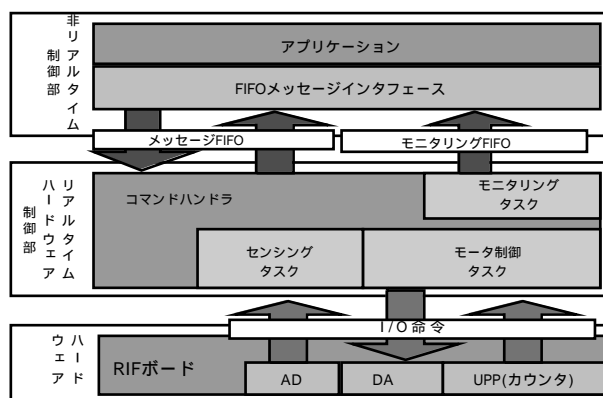 非リアルタイム
制御部
アプリケーション
FIFOメッセージインタフェース
メッセージFIFO
モニタリングFIFO
リアルタイム
ハードウェア
制御部
コマンドハンドラ
モニタリング
タスク
センシング
タスク
モータ制御
タスク
I/O命令
ハード
ウェア
RIFボード
AD
DA
UPP(カウンタ)